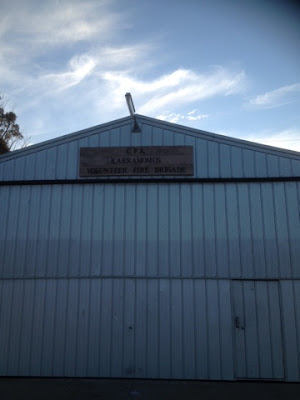 C F A
KARRAMOMUS
VOLUNTEER FIRE BRIGADE